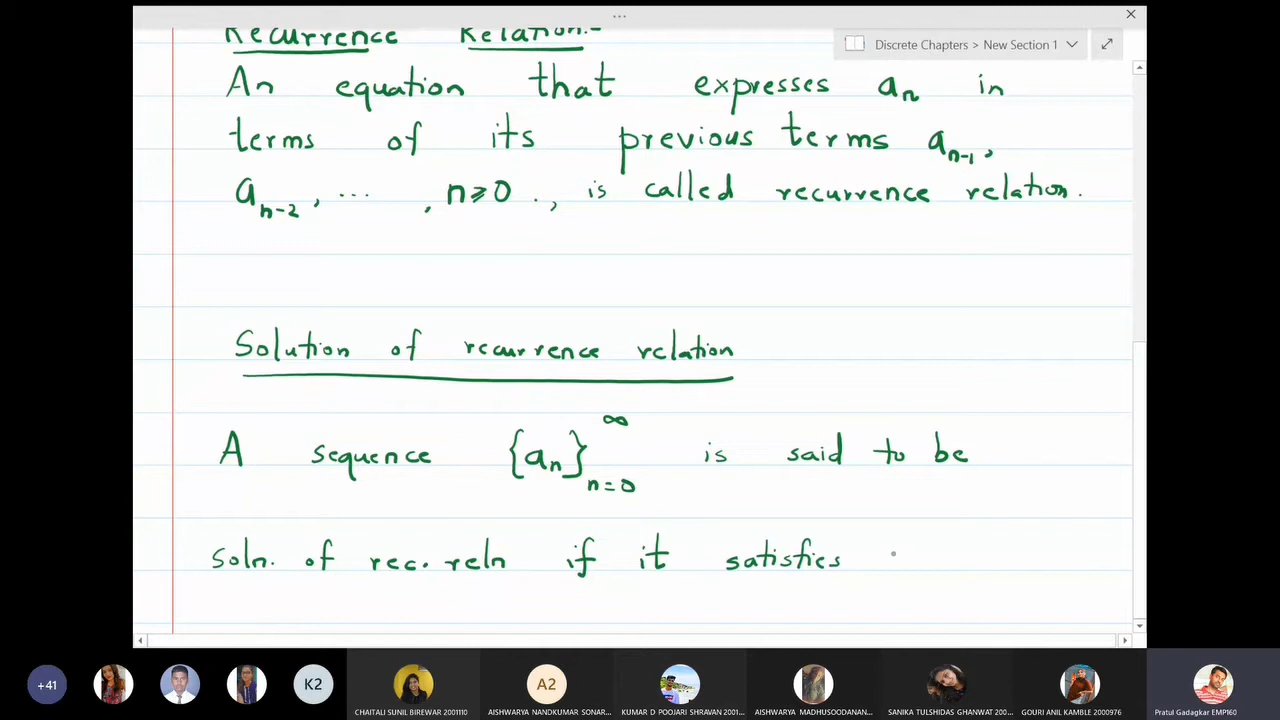 Recurrence Relation:-
Discrete Chapters > New Section 1
An equation that expresses aₙ in
terms of its previous terms aₙ₋₁,
aₙ₋₂, ... , n≥0 ., is called recurrence relation.
Solution of recurrence relation
A sequence {aₙ}^∞_{n=0} is said to be
soln. of rec. reln if it satisfies
+41
K2
A2
CHAITALI SUNIL BIREWAR 2001110
AISHWARYA NANDKUMAR SONAR...
KUMAR D POOJARI SHRAVAN 2001...
AISHWARYA MADHUSOODANAN...
SANIKA TULSHIDAS GHANWAT 200...
GOURI ANIL KAMBLE 2000976
Pratul Gadagkar EMP160